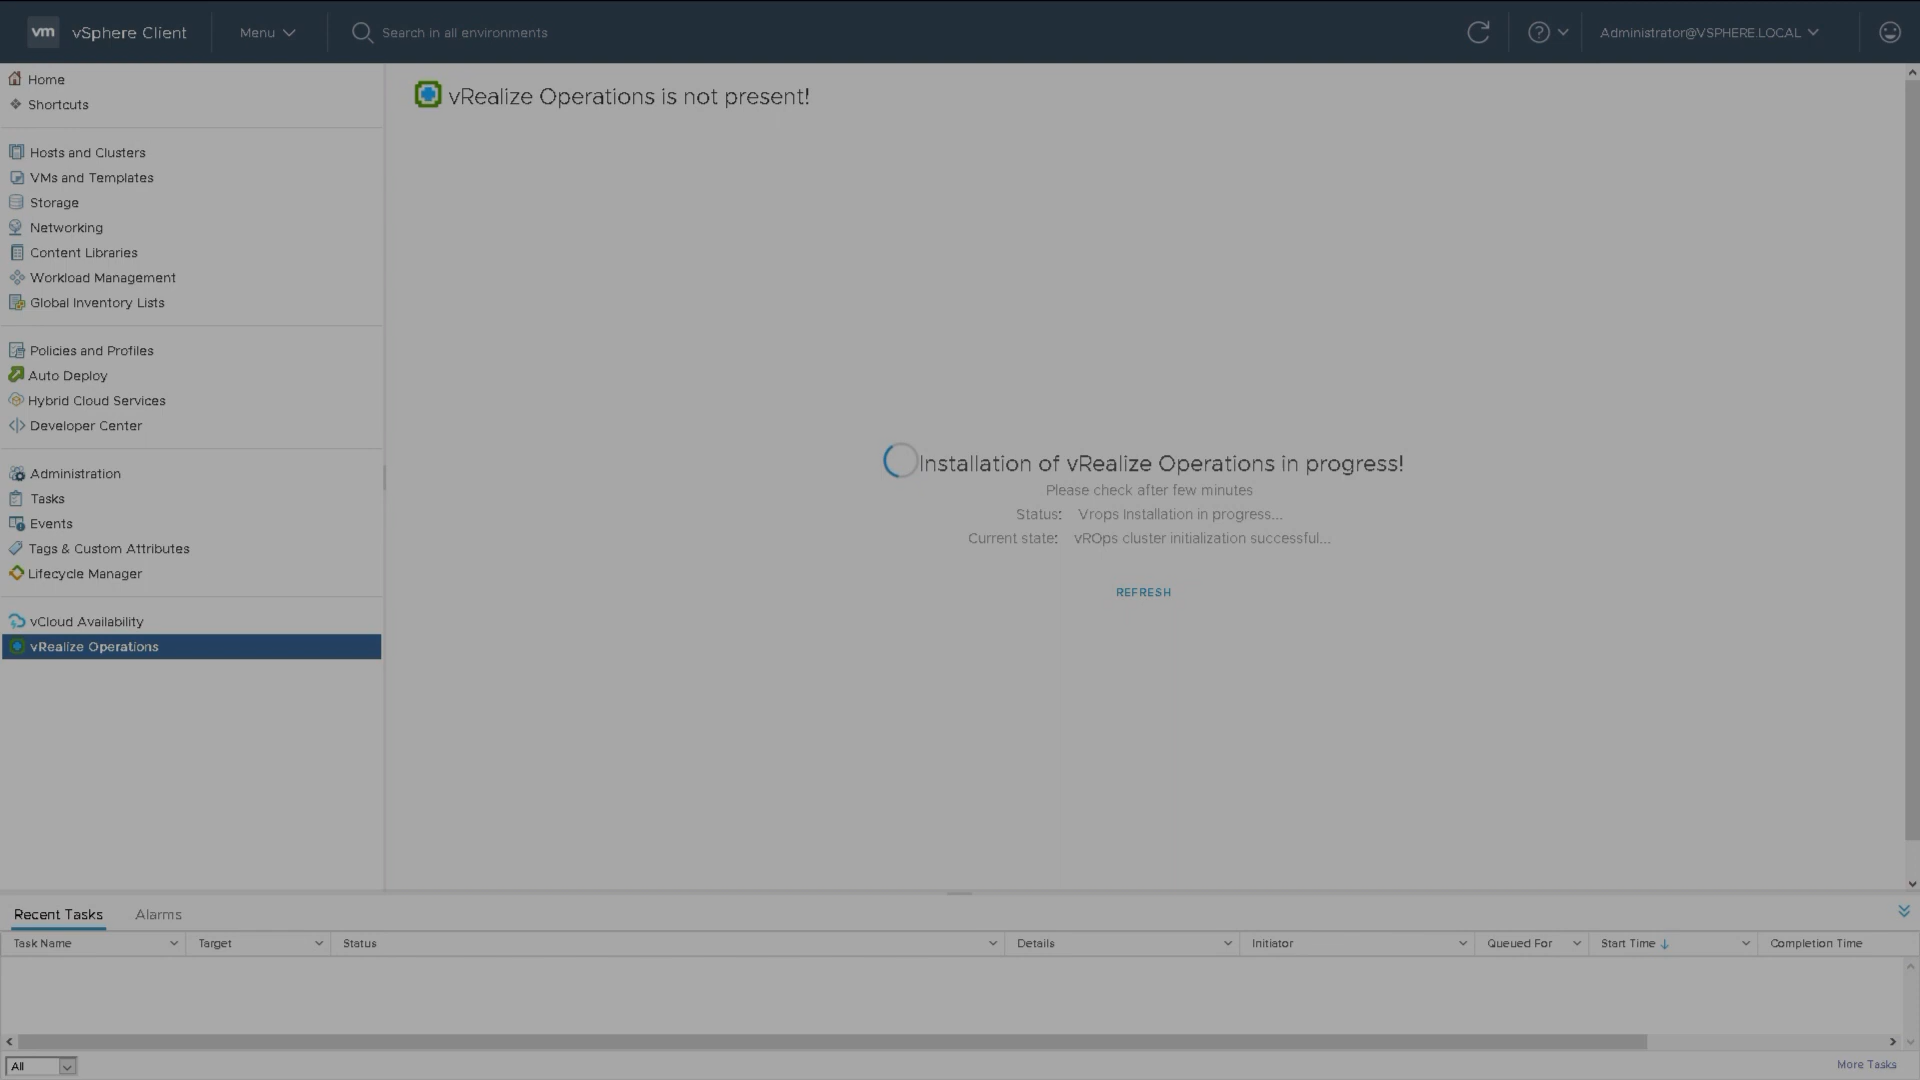 vm vSphere Client Menu Search in all environments Administrator@VSPHERE.LOCAL
Home
Shortcuts
Hosts and Clusters
VMs and Templates
Storage
Networking
Content Libraries
Workload Management
Global Inventory Lists
Policies and Profiles
Auto Deploy
Hybrid Cloud Services
Developer Center
Administration
Tasks
Events
Tags & Custom Attributes
Lifecycle Manager
vCloud Availability
vRealize Operations
vRealize Operations is not present!
Installation of vRealize Operations in progress!
Please check after few minutes
Status: Vrops Installation in progress...
Current state: vROps cluster initialization successful...
REFRESH
Recent Tasks Alarms
Task Name Target Status Details Initiator Queued For Start Time Completion Time
All
More Tasks